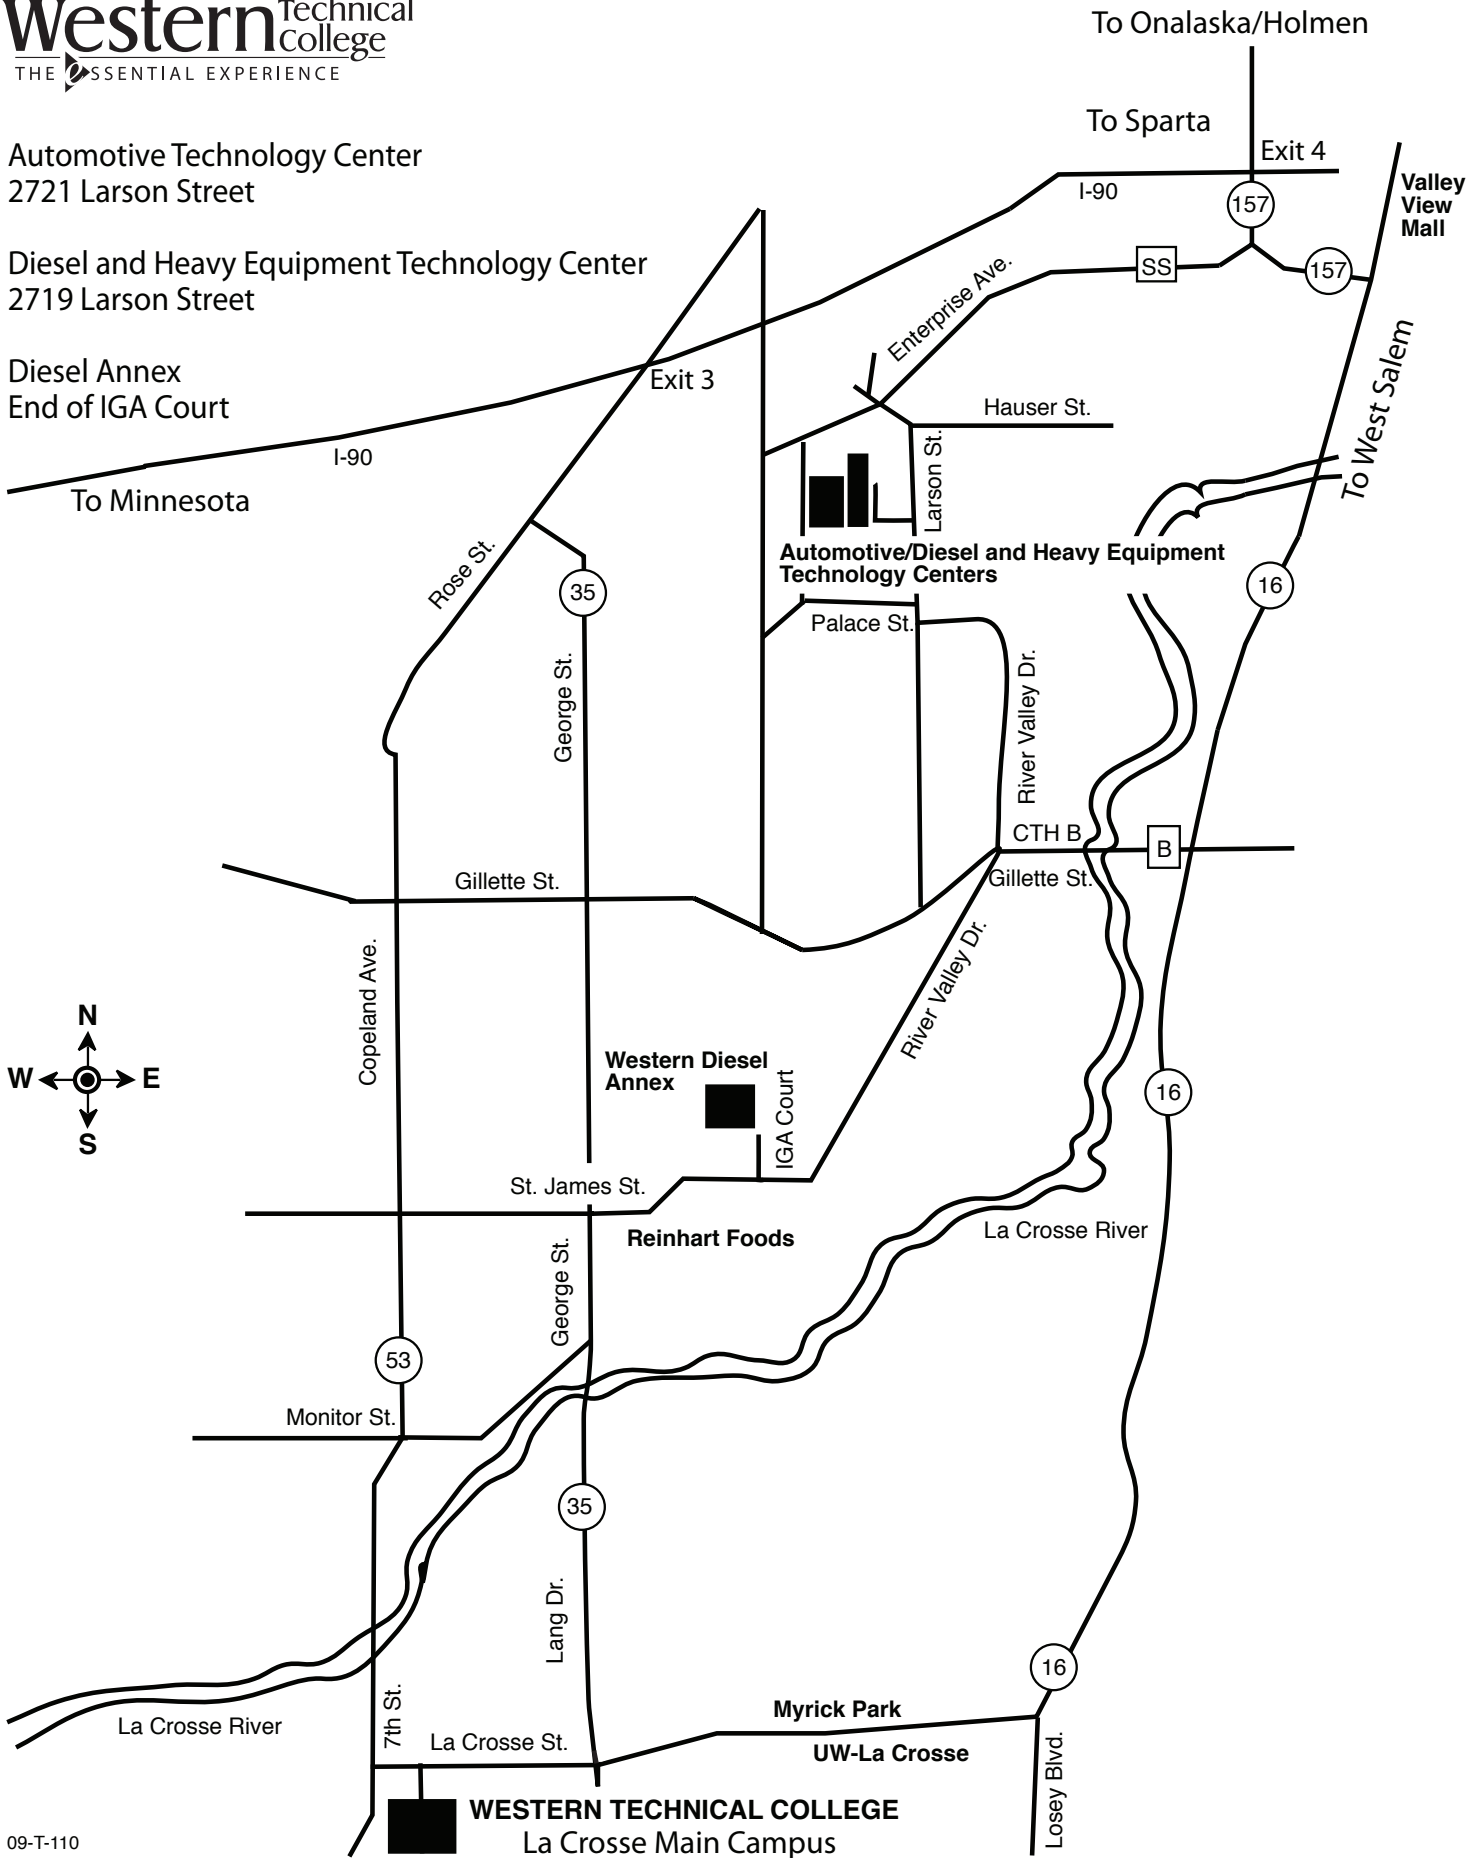 Western Technical College
THE eSSENTIAL EXPERIENCE
Automotive Technology Center
2721 Larson Street
Diesel and Heavy Equipment Technology Center
2719 Larson Street
Diesel Annex
End of IGA Court
To Onalaska/Holmen
To Sparta
Exit 4
I-90
157
Valley
View
Mall
SS
157
Enterprise Ave.
Exit 3
Hauser St.
To West Salem
I-90
To Minnesota
Larson St.
Rose St.
Automotive/Diesel and Heavy Equipment
Technology Centers
35
16
Palace St.
George St.
River Valley Dr.
CTH B
B
Gillette St.
Gillette St.
Copeland Ave.
River Valley Dr.
N
W
E
S
Western Diesel
Annex
IGA Court
16
St. James St.
Reinhart Foods
La Crosse River
George St.
53
Monitor St.
35
Lang Dr.
16
7th St.
La Crosse River
La Crosse St.
Myrick Park
UW-La Crosse
Losey Blvd.
WESTERN TECHNICAL COLLEGE
La Crosse Main Campus
09-T-110